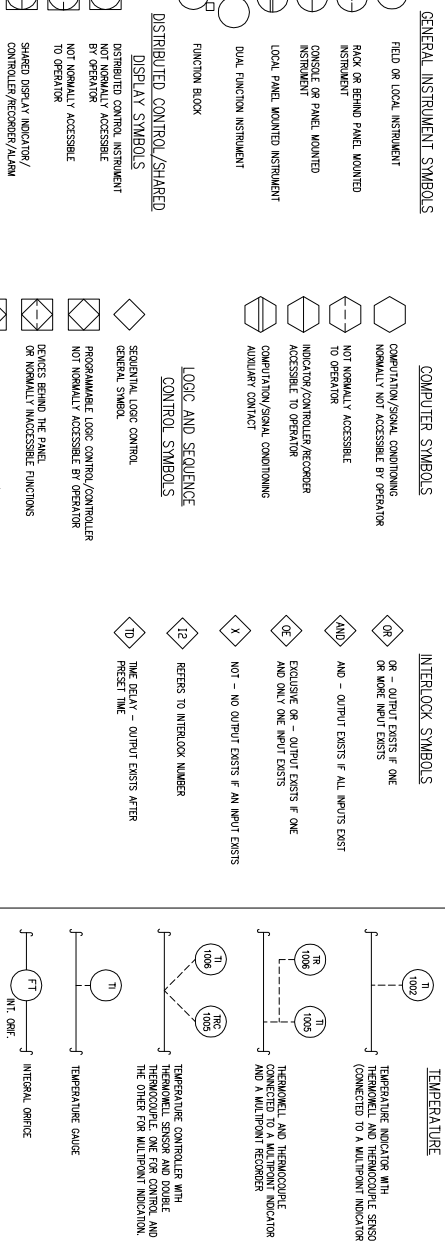 GENERAL INSTRUMENT SYMBOLS
FIELD OR LOCAL INSTRUMENT
RACK OR BEHIND PANEL MOUNTED
INSTRUMENT
CONSOLE OR PANEL MOUNTED
INSTRUMENT
LOCAL PANEL MOUNTED INSTRUMENT
DUAL FUNCTION INSTRUMENT
FUNCTION BLOCK
DISTRIBUTED CONTROL/SHARED
DISPLAY SYMBOLS
DISTRIBUTED CONTROL INSTRUMENT
NOT NORMALLY ACCESSIBLE
BY OPERATOR
NOT NORMALLY ACCESSIBLE
TO OPERATOR
SHARED DISPLAY INDICATOR/
CONTROLLER/RECORDER/ALARM
COMPUTER SYMBOLS
COMPUTATION/SIGNAL CONDITIONING
NORMALLY NOT ACCESSIBLE BY OPERATOR
NOT NORMALLY ACCESSIBLE
TO OPERATOR
INDICATOR/CONTROLLER/RECORDER
ACCESSIBLE TO OPERATOR
COMPUTATION/SIGNAL CONDITIONING
AUXILIARY CONTACT
LOGIC AND SEQUENCE
CONTROL SYMBOLS
SEQUENTIAL LOGIC CONTROL
GENERAL SYMBOL
PROGRAMMABLE LOGIC CONTROL/CONTROLLER
NOT NORMALLY ACCESSIBLE BY OPERATOR
DEVICES BEHIND THE PANEL
OR NORMALLY INACCESSIBLE FUNCTIONS
INTERLOCK SYMBOLS
OR
OR – OUTPUT EXISTS IF ONE
OR MORE INPUT EXISTS
AND
AND – OUTPUT EXISTS IF ALL INPUTS EXIST
OE
EXCLUSIVE OR – OUTPUT EXISTS IF ONE
AND ONLY ONE INPUT EXISTS
X
NOT – NO OUTPUT EXISTS IF AN INPUT EXISTS
I2
REFERS TO INTERLOCK NUMBER
TD
TIME DELAY – OUTPUT EXISTS AFTER
PRESET TIME
TEMPERATURE
TI
1002
TEMPERATURE INDICATOR WITH
THERMOWELL AND THERMOCOUPLE SENSO
(CONNECTED TO A MULTIPOINT INDICATOR
TR
1006
TI
1005
THERMOWELL AND THERMOCOUPLE
CONNECTED TO A MULTIPOINT INDICATOR
AND A MULTIPOINT RECORDER
TI
1006
TRC
1005
TEMPERATURE CONTROLLER WITH
THERMOWELL SENSOR AND DOUBLE
THERMOCOUPLE. ONE FOR CONTROL AND
THE OTHER FOR MULTIPOINT INDICATION.
TI
TEMPERATURE GAUGE
FT
INT. ORIF.
INTEGRAL ORIFICE